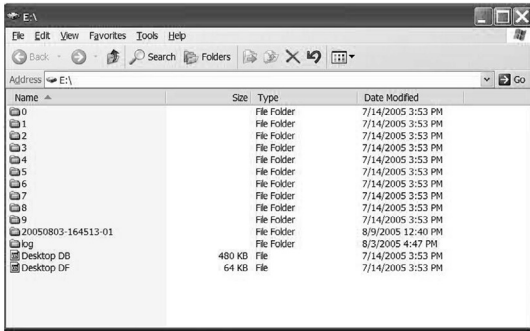 E:\
File Edit View Favorites Tools Help
Back Search Folders
Address E:\ Go
Name Size Type Date Modified
0 File Folder 7/14/2005 3:53 PM
1 File Folder 7/14/2005 3:53 PM
2 File Folder 7/14/2005 3:53 PM
3 File Folder 7/14/2005 3:53 PM
4 File Folder 7/14/2005 3:53 PM
5 File Folder 7/14/2005 3:53 PM
6 File Folder 7/14/2005 3:53 PM
7 File Folder 7/14/2005 3:53 PM
8 File Folder 7/14/2005 3:53 PM
9 File Folder 7/14/2005 3:53 PM
20050803-164513-01 File Folder 8/9/2005 12:40 PM
log File Folder 8/3/2005 4:47 PM
Desktop DB 480 KB File 7/14/2005 3:53 PM
Desktop DF 64 KB File 7/14/2005 3:53 PM